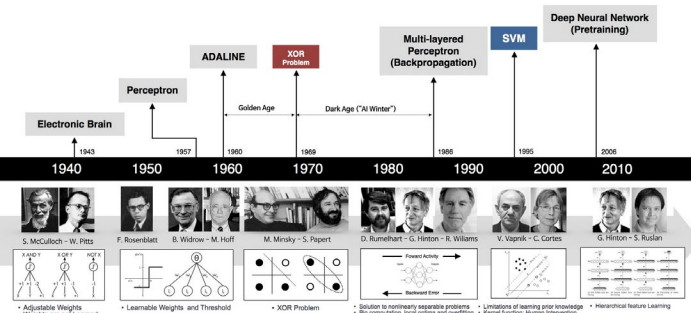 Deep Neural Network
(Pretraining)
Multi-layered
Perceptron
(Backpropagation)
SVM
ADALINE
XOR
Problem
Perceptron
Golden Age
Dark Age ("AI Winter")
Electronic Brain
1943
1957
1960
1969
1986
1995
2006
1940
1950
1960
1970
1980
1990
2000
2010
S. McCulloch – W. Pitts
F. Rosenblatt
B. Widrow – M. Hoff
M. Minsky – S. Papert
D. Rumelhart – G. Hinton – R. Wiliams
V. Vapnik – C. Cortes
G. Hinton – S. Ruslan
X AND Y
X OR Y
NOT X
Foward Activity
Backward Error
• Adjustable Weights
• Learnable Weights and Threshold
• XOR Problem
• Solution to nonlinearly separable problems
• Limitations of learning prior knowledge
• Hierarchical feature Learning